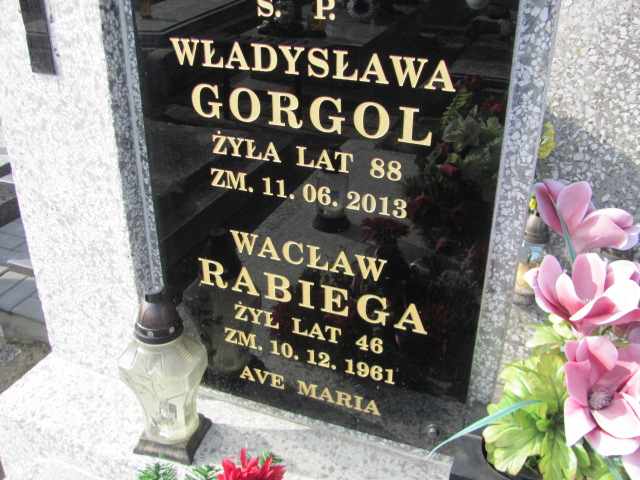 Ś. P.
WŁADYSŁAWA
GORGOL
ŻYŁA LAT 88
ZM. 11. 06. 2013
WACŁAW
RABIEGA
ŻYŁ LAT 46
ZM. 10. 12. 1961
AVE MARIA